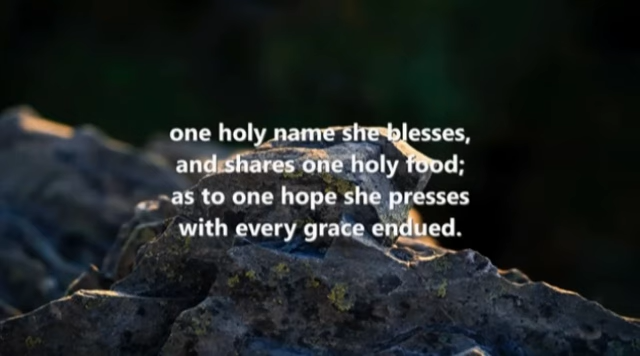 one holy name she blesses,
and shares one holy food;
as to one hope she presses
with every grace endued.